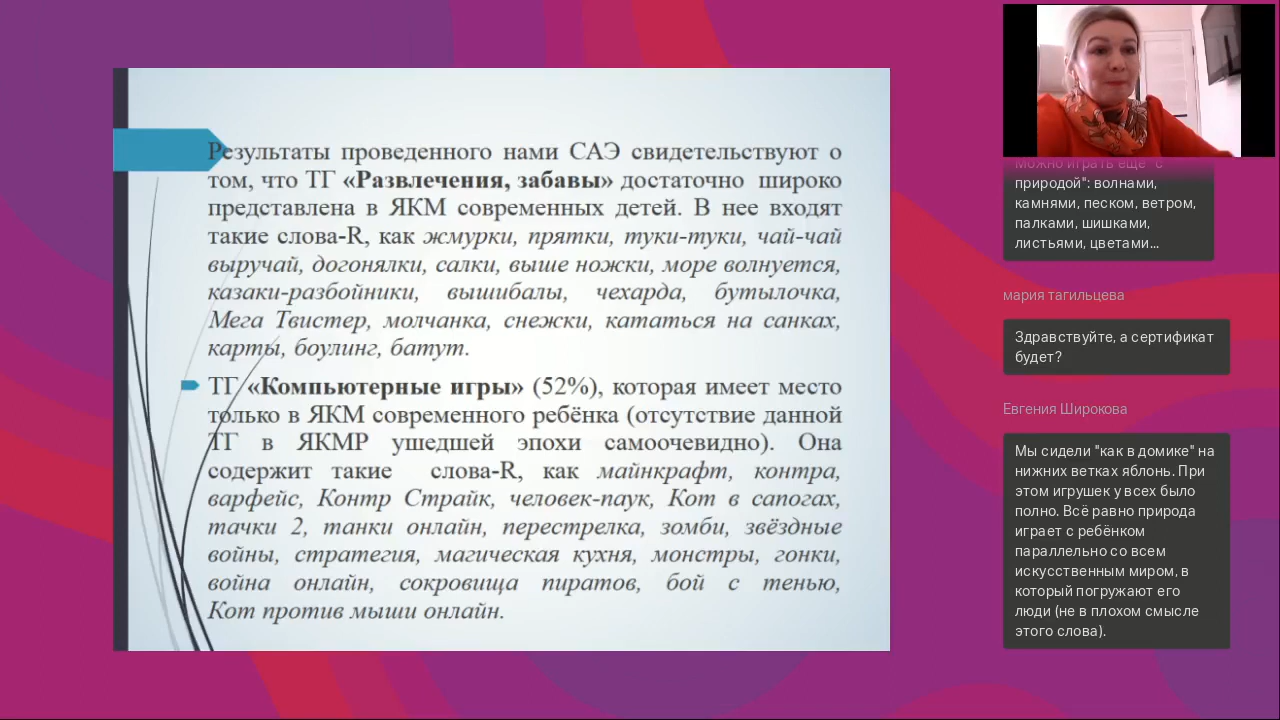 Результаты проведенного нами САЭ свидетельствуют о
том, что ТГ «Развлечения, забавы» достаточно широко
представлена в ЯКМ современных детей. В нее входят
такие слова-R, как жмурки, прятки, туки-туки, чай-чай
выручай, догонялки, салки, выше ножки, море волнуется,
казаки-разбойники, вышибалы, чехарда, бутылочка,
Мега Твистер, молчанка, снежки, кататься на санках,
карты, боулинг, батут.
ТГ «Компьютерные игры» (52%), которая имеет место
только в ЯКМ современного ребёнка (отсутствие данной
ТГ в ЯКМР ушедшей эпохи самоочевидно). Она
содержит такие слова-R, как майнкрафт, контра,
варфейс, Контр Страйк, человек-паук, Кот в сапогах,
тачки 2, танки онлайн, перестрелка, зомби, звёздные
войны, стратегия, магическая кухня, монстры, гонки,
война онлайн, сокровища пиратов, бой с тенью,
Кот против мыши онлайн.
Можно играть еще "с
природой": волнами,
камнями, песком, ветром,
палками, шишками,
листьями, цветами...
мария тагильцева
Здравствуйте, а сертификат
будет?
Евгения Широкова
Мы сидели "как в домике" на
нижних ветках яблонь. При
этом игрушек у всех было
полно. Всё равно природа
играет с ребёнком
параллельно со всем
искусственным миром, в
который погружают его
люди (не в плохом смысле
этого слова).